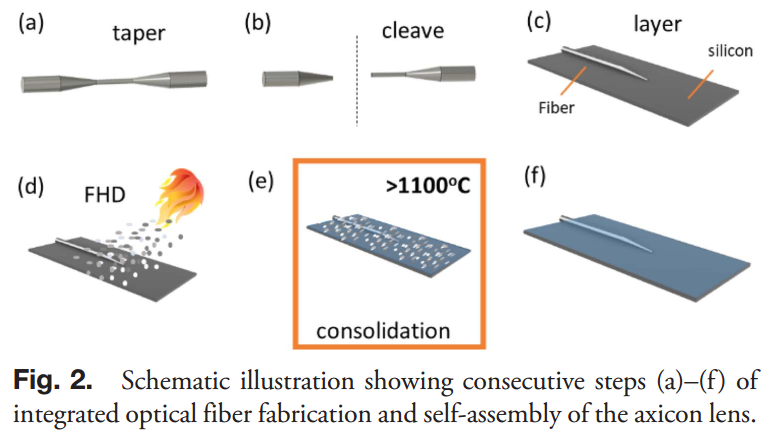 (a)
taper
(b)
cleave
(c)
layer
silicon
Fiber
(d)
FHD
(e)
>1100ºC
consolidation
(f)
Fig. 2. Schematic illustration showing consecutive steps (a)–(f) of
integrated optical fiber fabrication and self-assembly of the axicon lens.